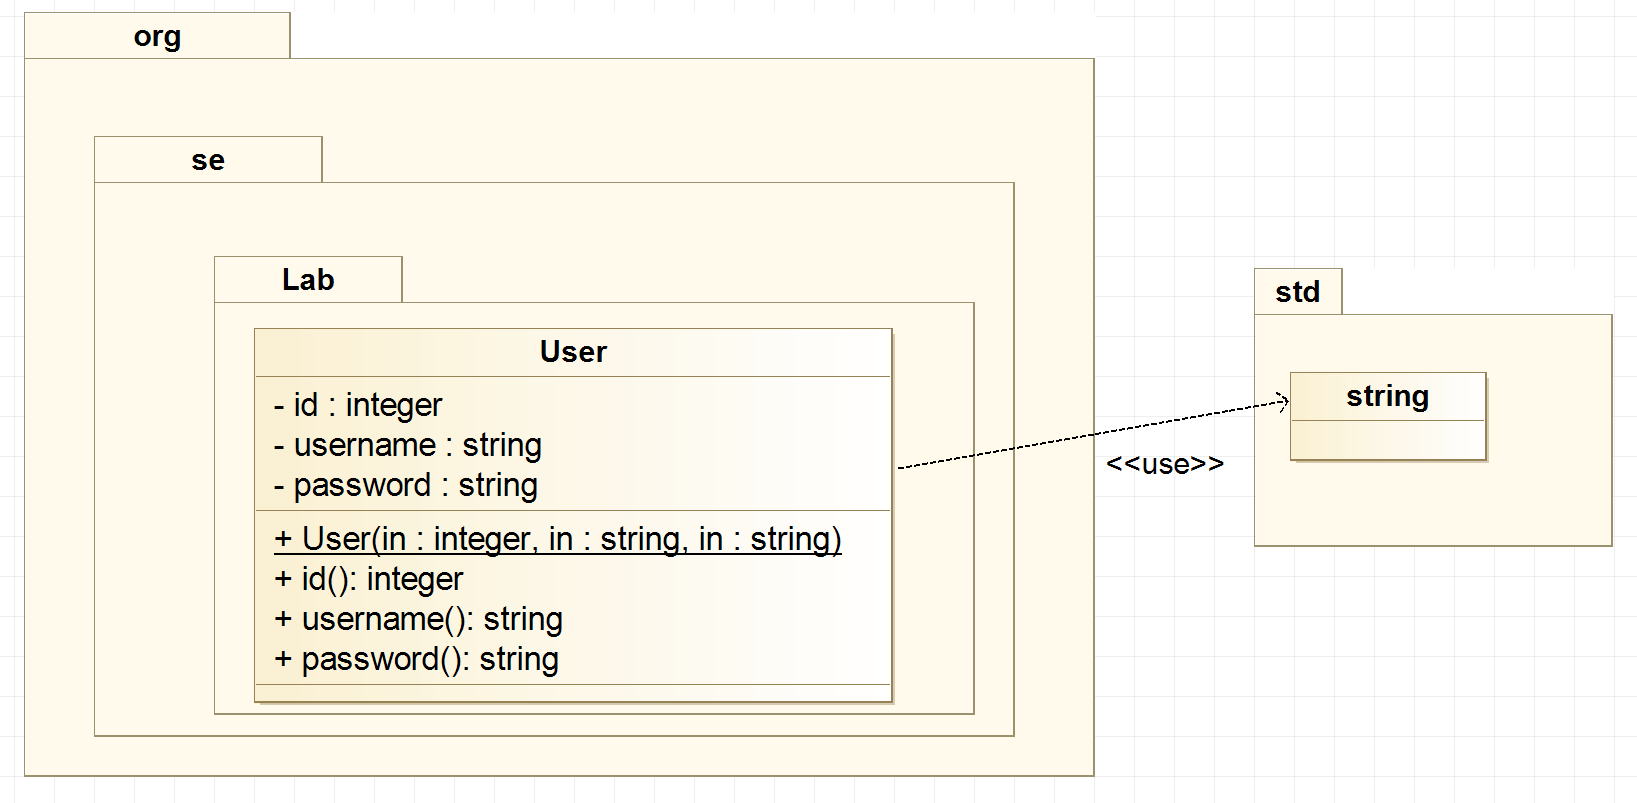 org
se
Lab
User
- id : integer
- username : string
- password : string
+ User(in : integer, in : string, in : string)
+ id(): integer
+ username(): string
+ password(): string
<<use>>
std
string